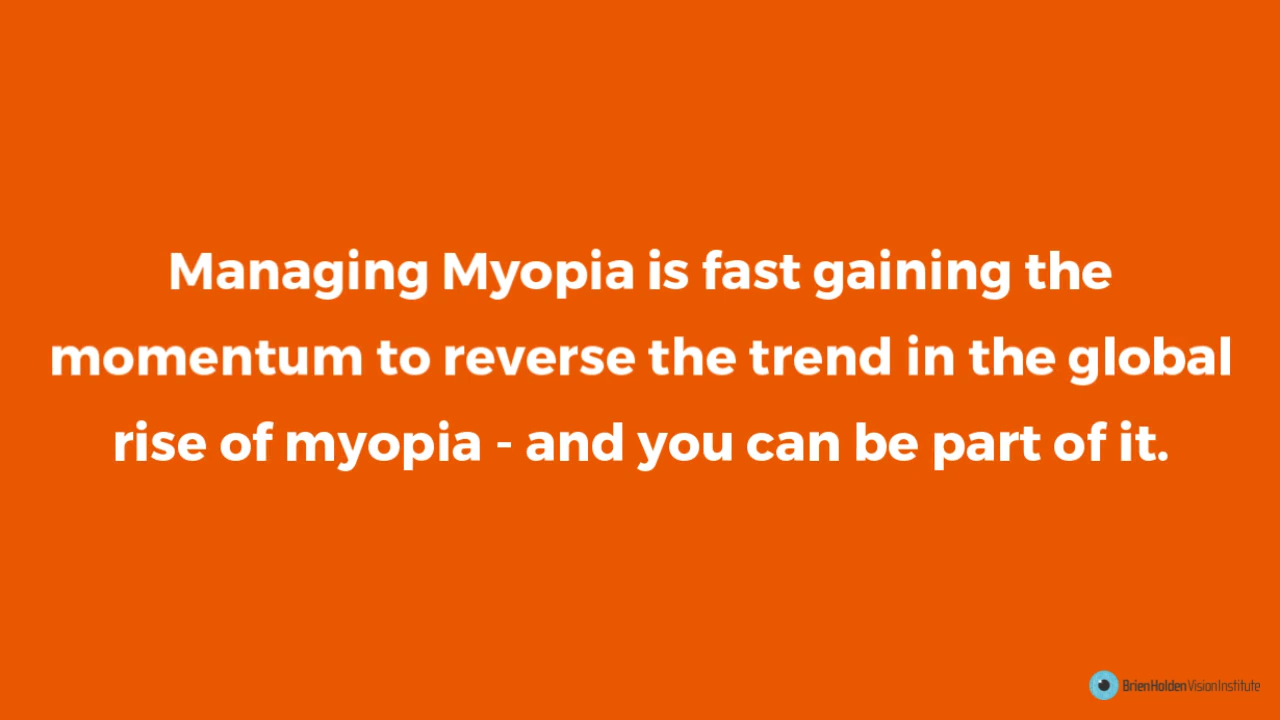 Managing Myopia is fast gaining the
momentum to reverse the trend in the global
rise of myopia - and you can be part of it.
BrienHoldenVisionInstitute